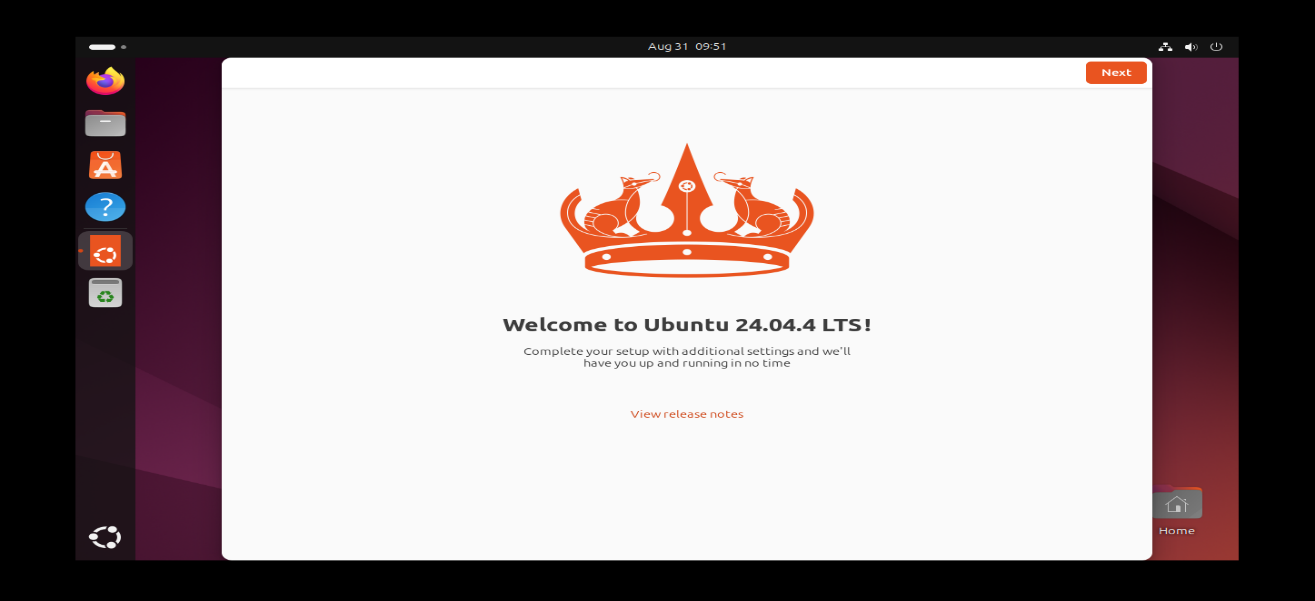 Aug 31 09:51
Next
Welcome to Ubuntu 24.04.4 LTS!
Complete your setup with additional settings and we'll
have you up and running in no time
View release notes
Home